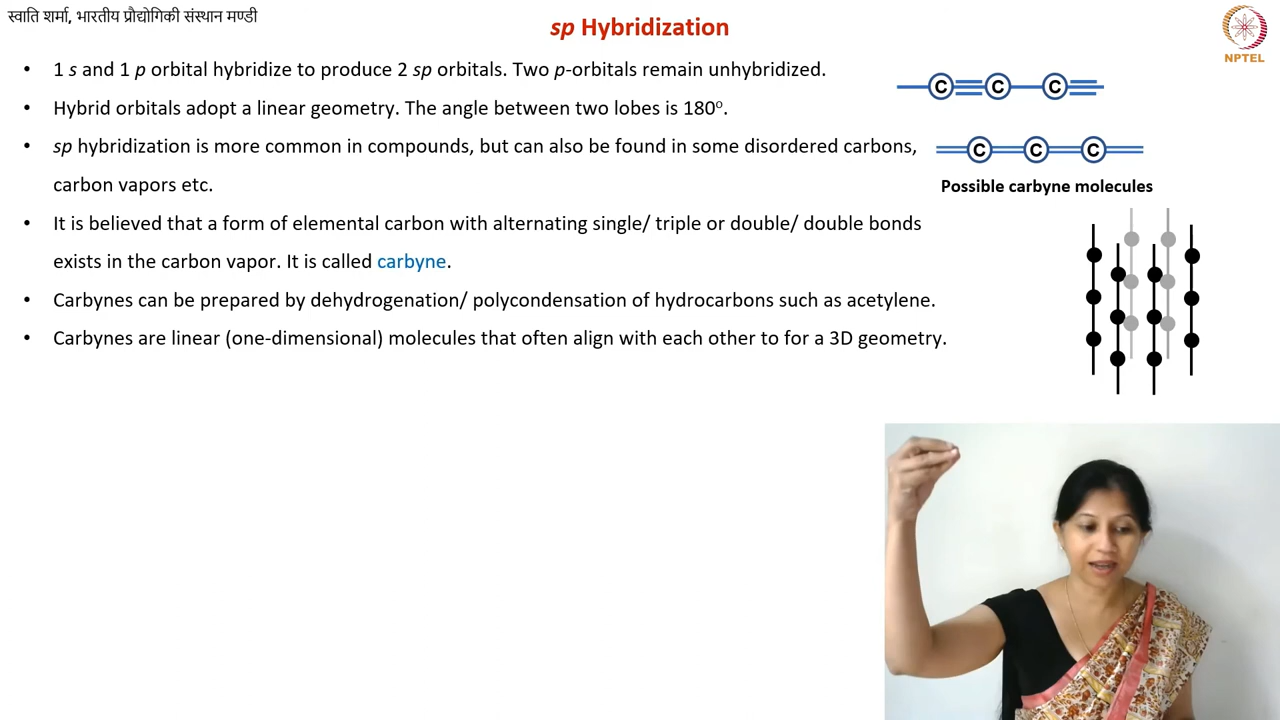 स्वाति शर्मा, भारतीय प्रौद्योगिकी संस्थान मण्डी
sp Hybridization
NPTEL
• 1 s and 1 p orbital hybridize to produce 2 sp orbitals. Two p-orbitals remain unhybridized.
• Hybrid orbitals adopt a linear geometry. The angle between two lobes is 180º.
• sp hybridization is more common in compounds, but can also be found in some disordered carbons,
carbon vapors etc.
• It is believed that a form of elemental carbon with alternating single/ triple or double/ double bonds
exists in the carbon vapor. It is called carbyne.
• Carbynes can be prepared by dehydrogenation/ polycondensation of hydrocarbons such as acetylene.
• Carbynes are linear (one-dimensional) molecules that often align with each other to for a 3D geometry.
C C C
C C C
Possible carbyne molecules